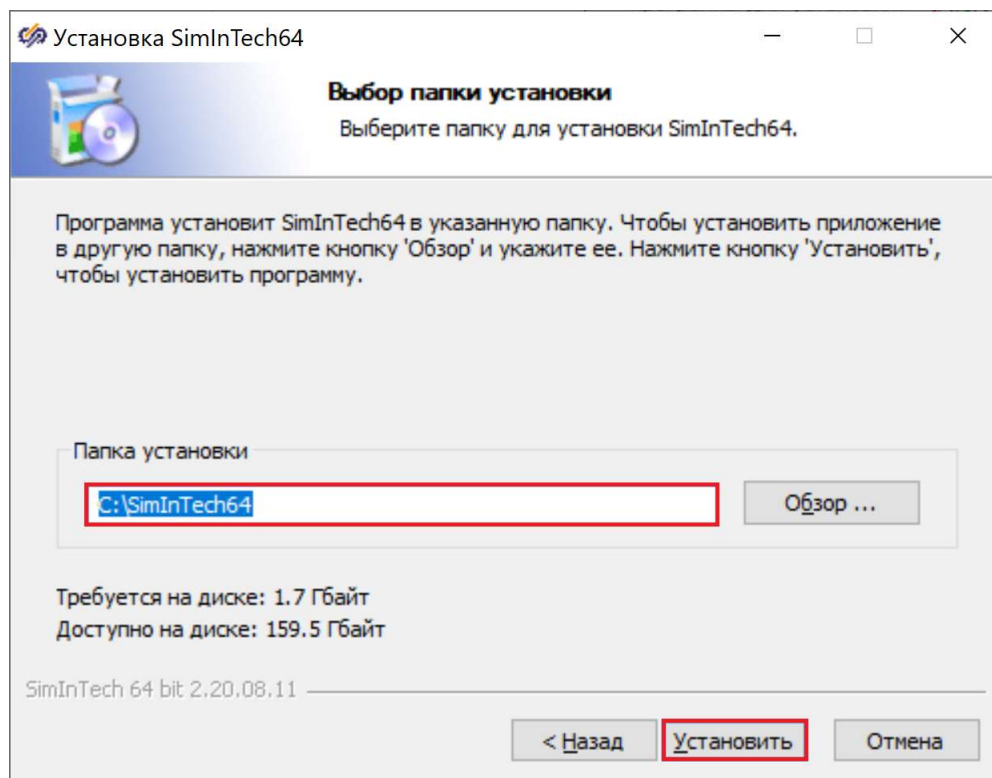 Установка SimInTech64
Выбор папки установки
Выберите папку для установки SimInTech64.
Программа установит SimInTech64 в указанную папку. Чтобы установить приложение
в другую папку, нажмите кнопку 'Обзор' и укажите ее. Нажмите кнопку 'Установить',
чтобы установить программу.
Папка установки
C:\SimInTech64
Обзор ...
Требуется на диске: 1.7 Гбайт
Доступно на диске: 159.5 Гбайт
SimInTech 64 bit 2.20.08.11
< Назад
Установить
Отмена